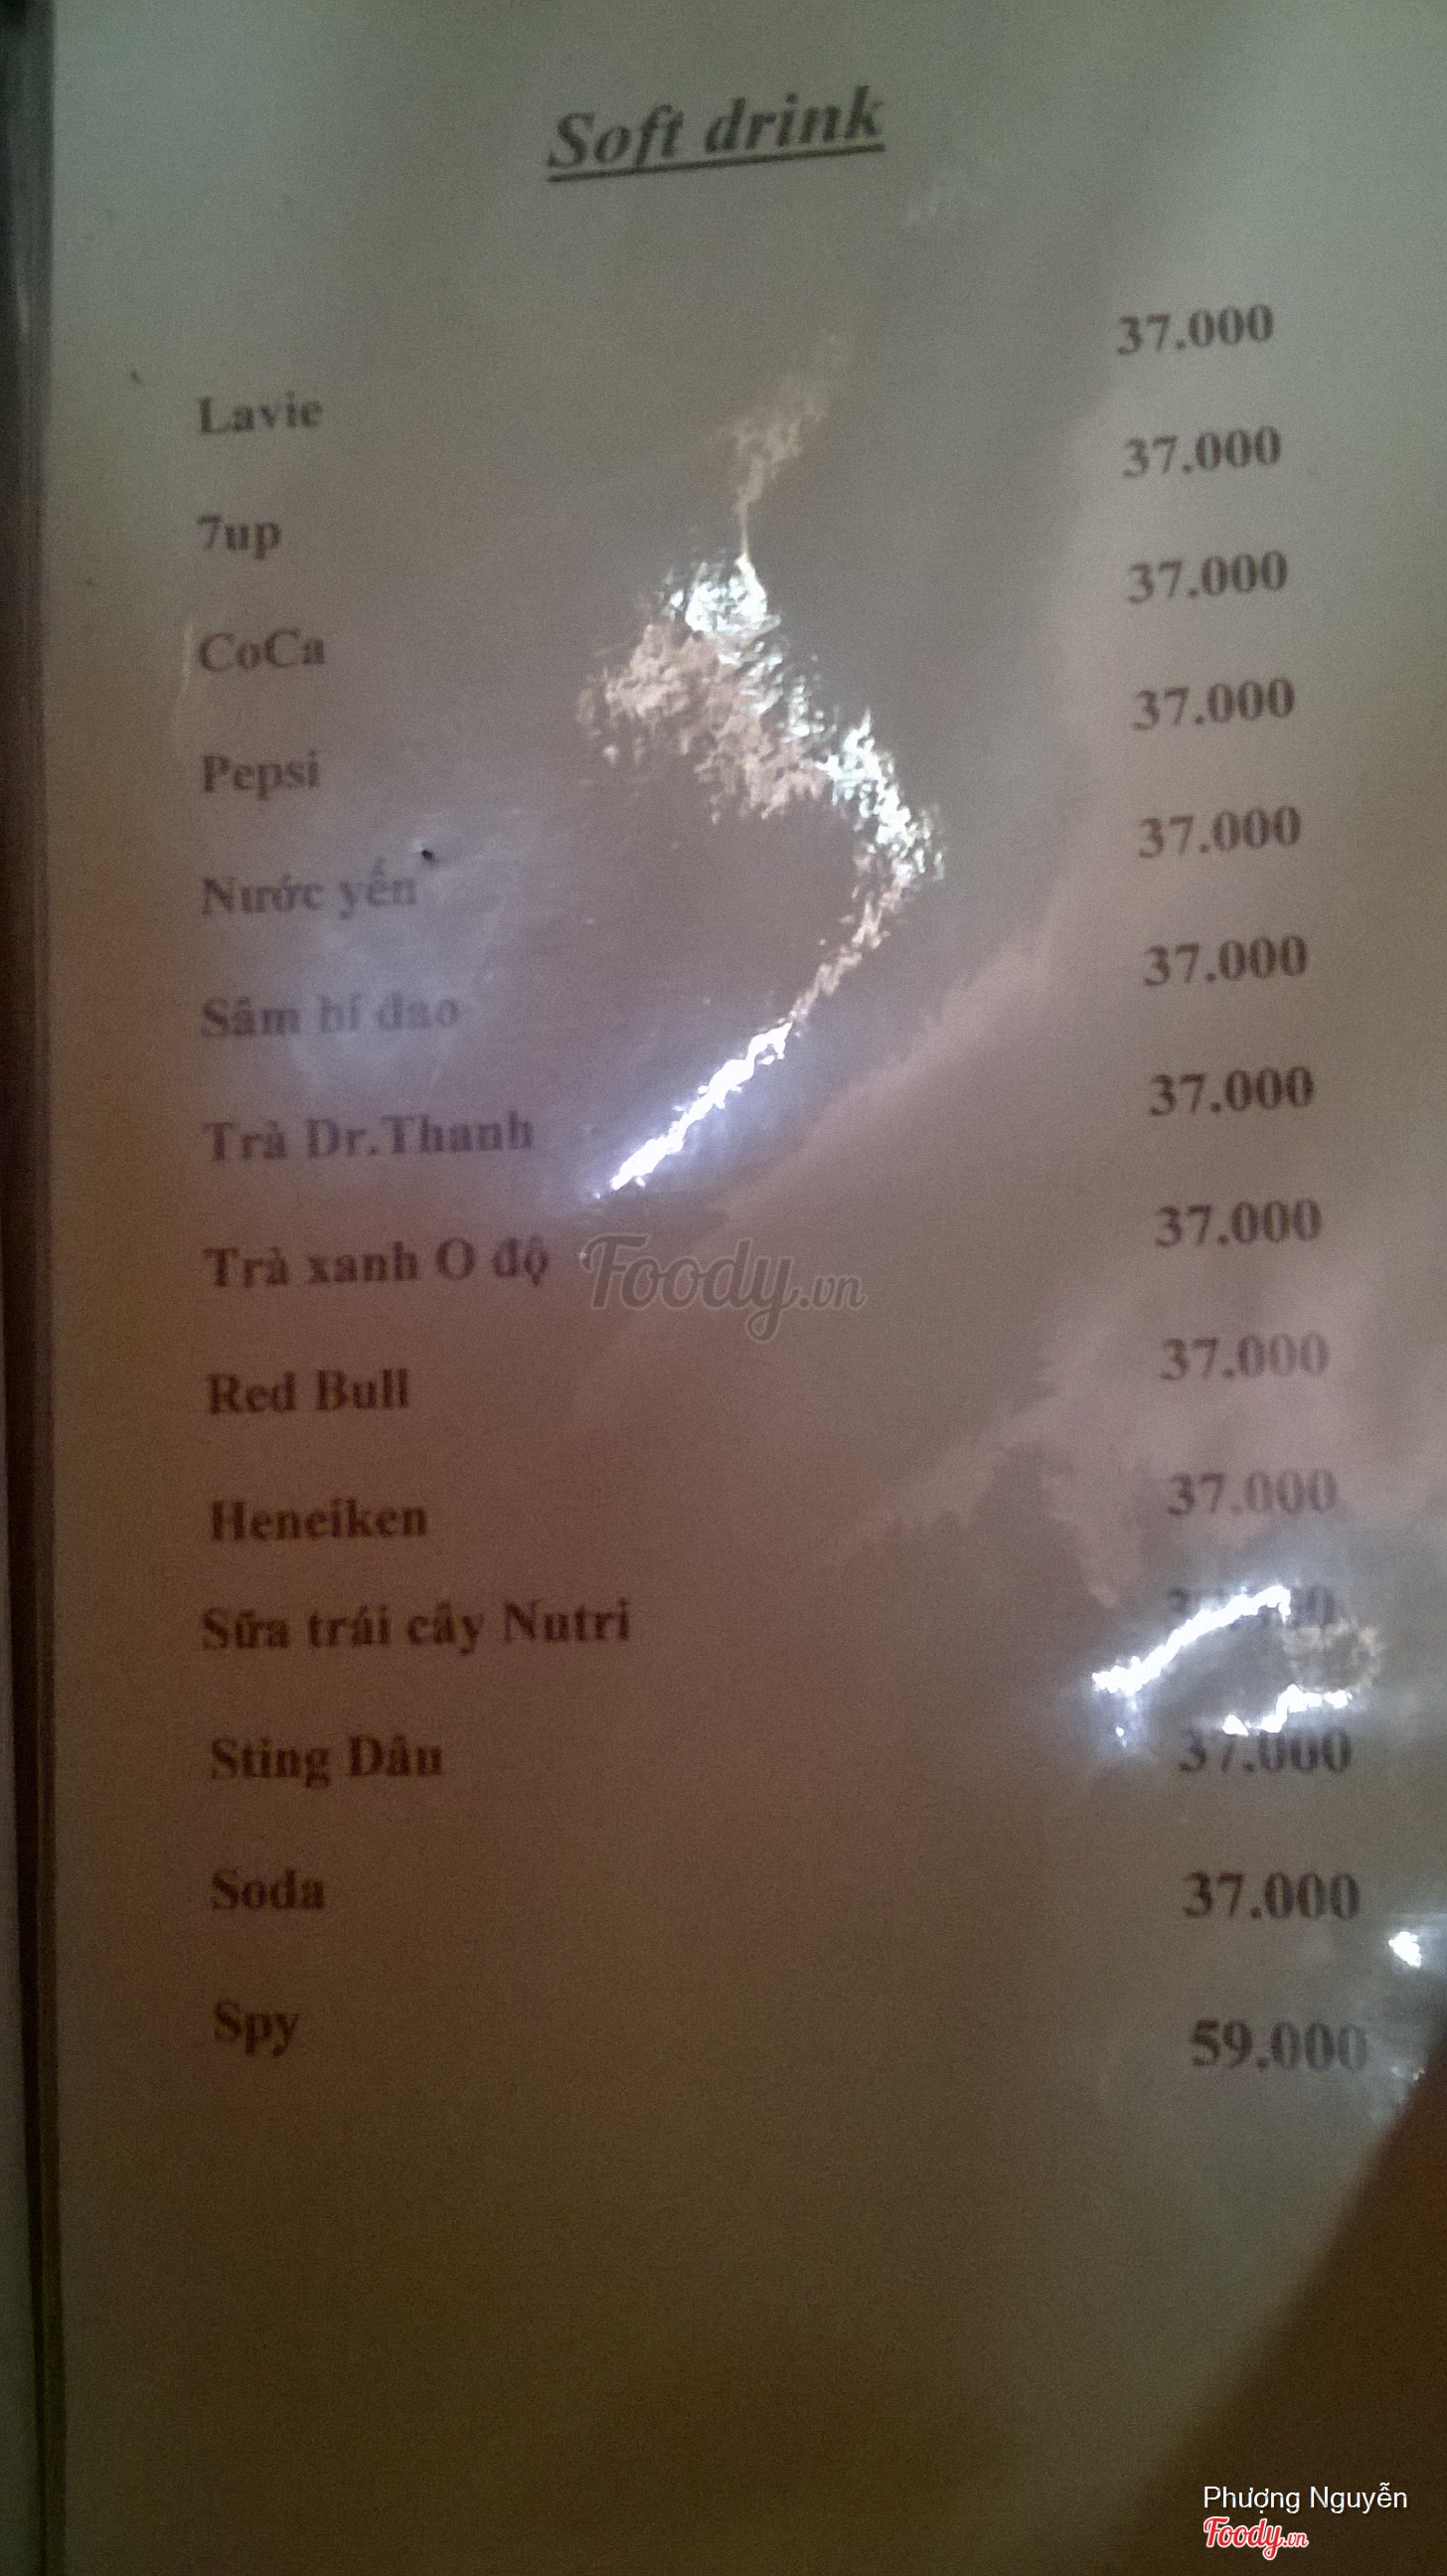 Soft drink
Lavie 37.000
7up 37.000
CoCa 37.000
Pepsi 37.000
Nước yến 37.000
Sâm bí đao 37.000
Trà Dr.Thanh 37.000
Trà xanh O độ 37.000
Red Bull 37.000
Heneiken 37.000
Sữa trái cây Nutri
Sting Dâu 37.000
Soda 37.000
Spy 59.000
Foody.vn
Phượng Nguyễn
Foody.vn